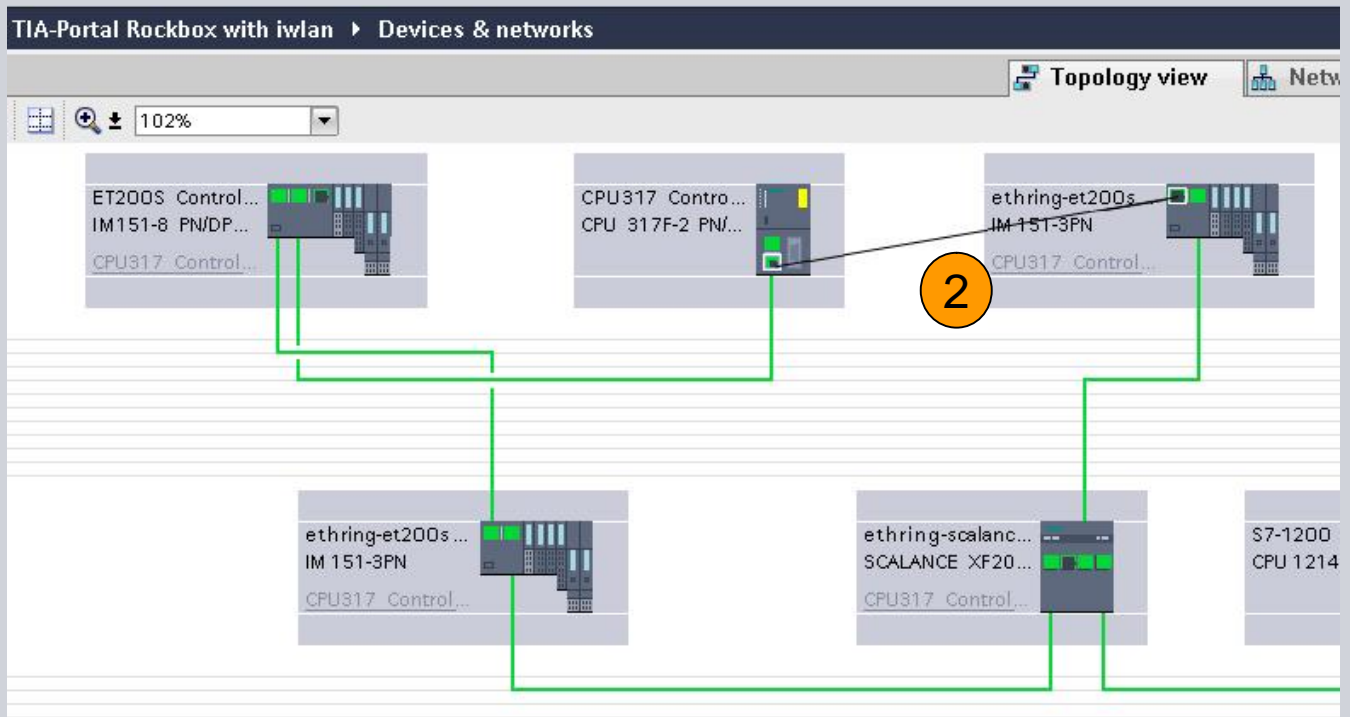 TIA-Portal Rockbox with iwlan ▸ Devices & networks
Topology view
Netw
102%
ET200S Control...
IM151-8 PN/DP...
CPU317 Control...
CPU317 Contro...
CPU 317F-2 PN/...
ethring-et200s
IM 151-3PN
CPU317 Control...
2
ethring-et200s...
IM 151-3PN
CPU317 Control...
ethring-scalanc...
SCALANCE XF20...
CPU317 Control...
S7-1200
CPU 1214